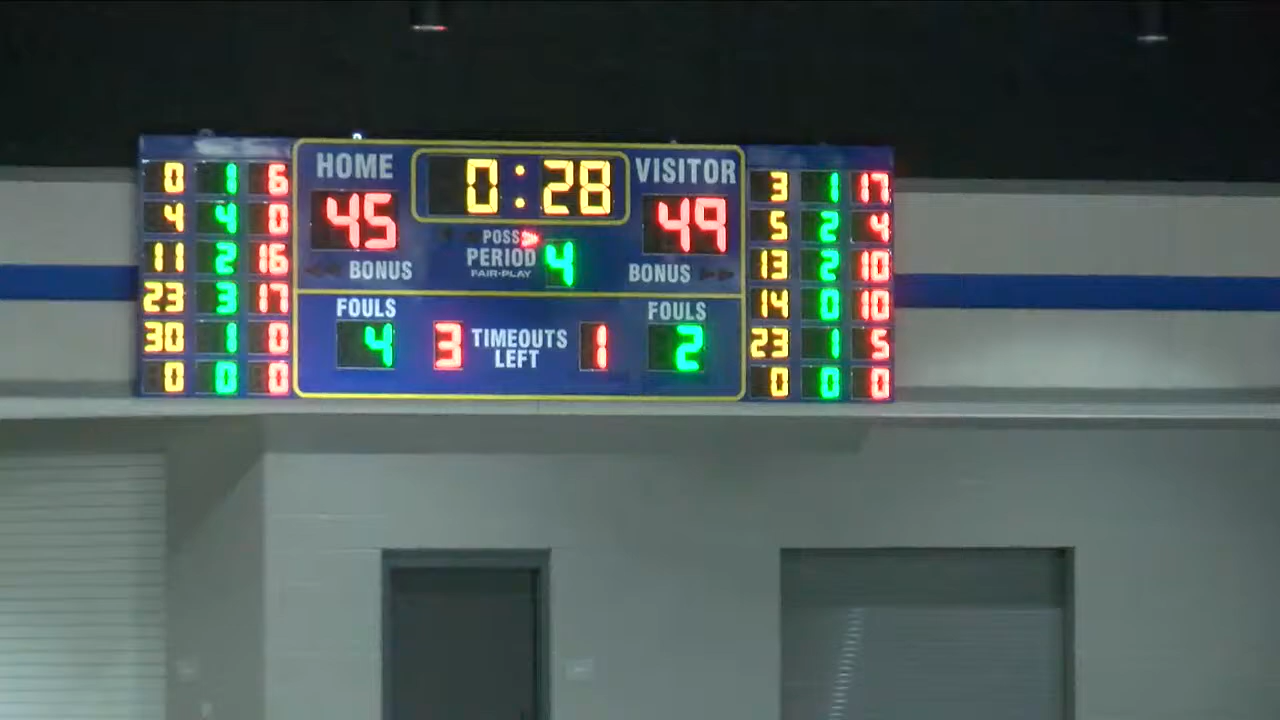 HOME 0:28 VISITOR
45 49
POSS
PERIOD 4
FAIR-PLAY
BONUS BONUS
FOULS FOULS
4 3 TIMEOUTS LEFT 1 2
0 1 6
4 4 0
11 2 16
23 3 17
30 1 0
0 0 0
3 1 17
5 2 4
13 2 10
14 0 10
23 1 5
0 0 0